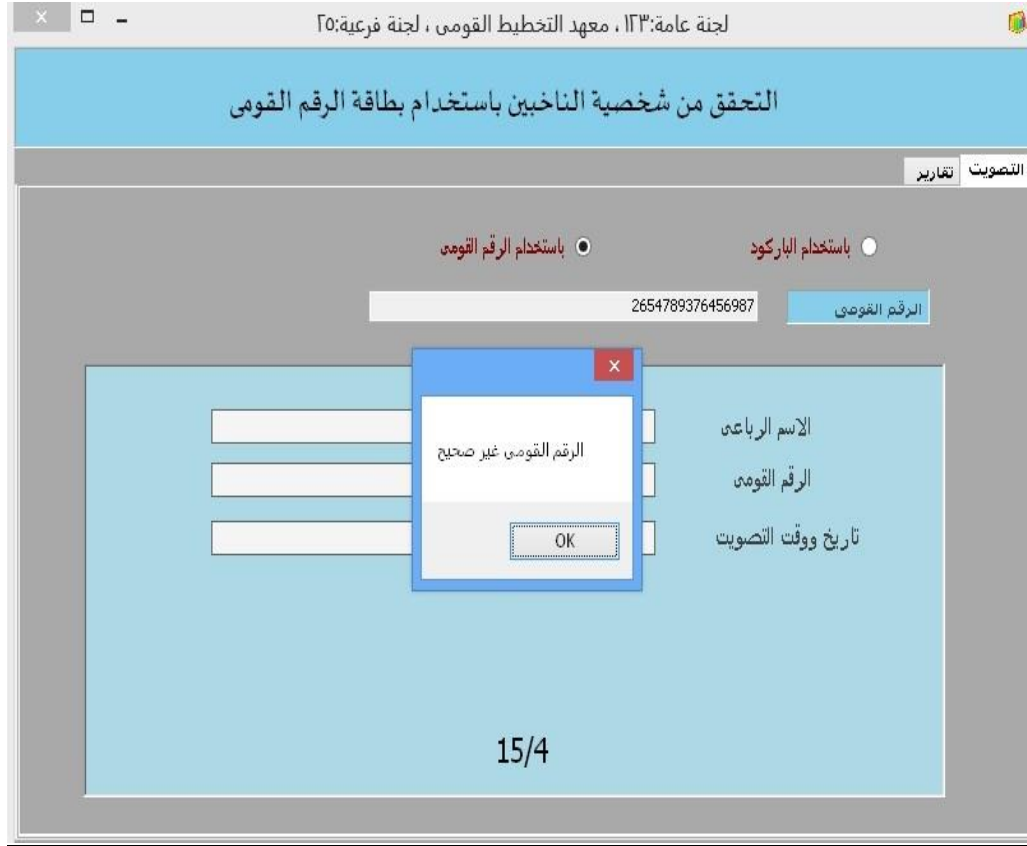 لجنة عامة:١٢٣ ، معهد التخطيط القومى ، لجنة فرعية:٢٥
التحقق من شخصية الناخبين باستخدام بطاقة الرقم القومى
التصويت تقارير
باستخدام الباركود باستخدام الرقم القومى
الرقم القومى 2654789376456987
الرقم القومى غير صحيح
OK
الاسم الرباعى
الرقم القومى
تاريخ ووقت التصويت
15/4